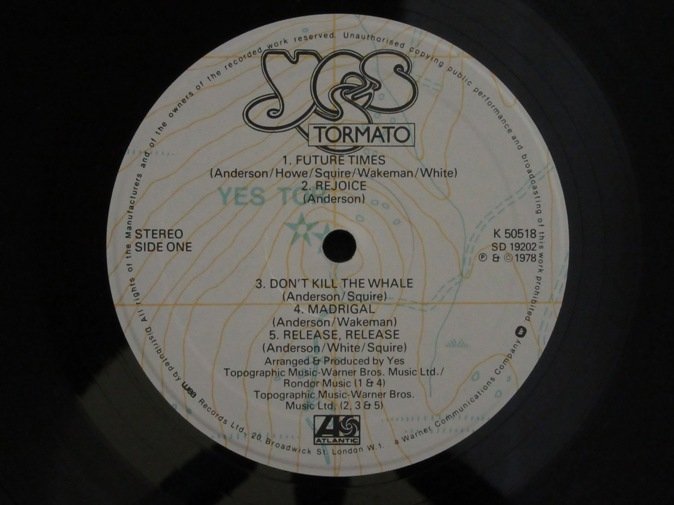 yes
TORMATO
1. FUTURE TIMES
(Anderson/Howe/Squire/Wakeman/White)
2. REJOICE
(Anderson)
YES TOR
STEREO
SIDE ONE
K 50518
SD 19202
℗ & © 1978
3. DON'T KILL THE WHALE
(Anderson/Squire)
4. MADRIGAL
(Anderson/Wakeman)
5. RELEASE, RELEASE
(Anderson/White/Squire)
Arranged & Produced by Yes
Topographic Music-Warner Bros. Music Ltd./
Rondor Music (1 & 4)
Topographic Music-Warner Bros.
Music Ltd. (2, 3 & 5)
ATLANTIC
All rights of the Manufacturers and of the owners of the recorded work reserved. Unauthorised copying public performance and broadcasting of this work prohibited.
Distributed by wea Records Ltd., 20, Broadwick St. London W.1. a Warner Communications Company